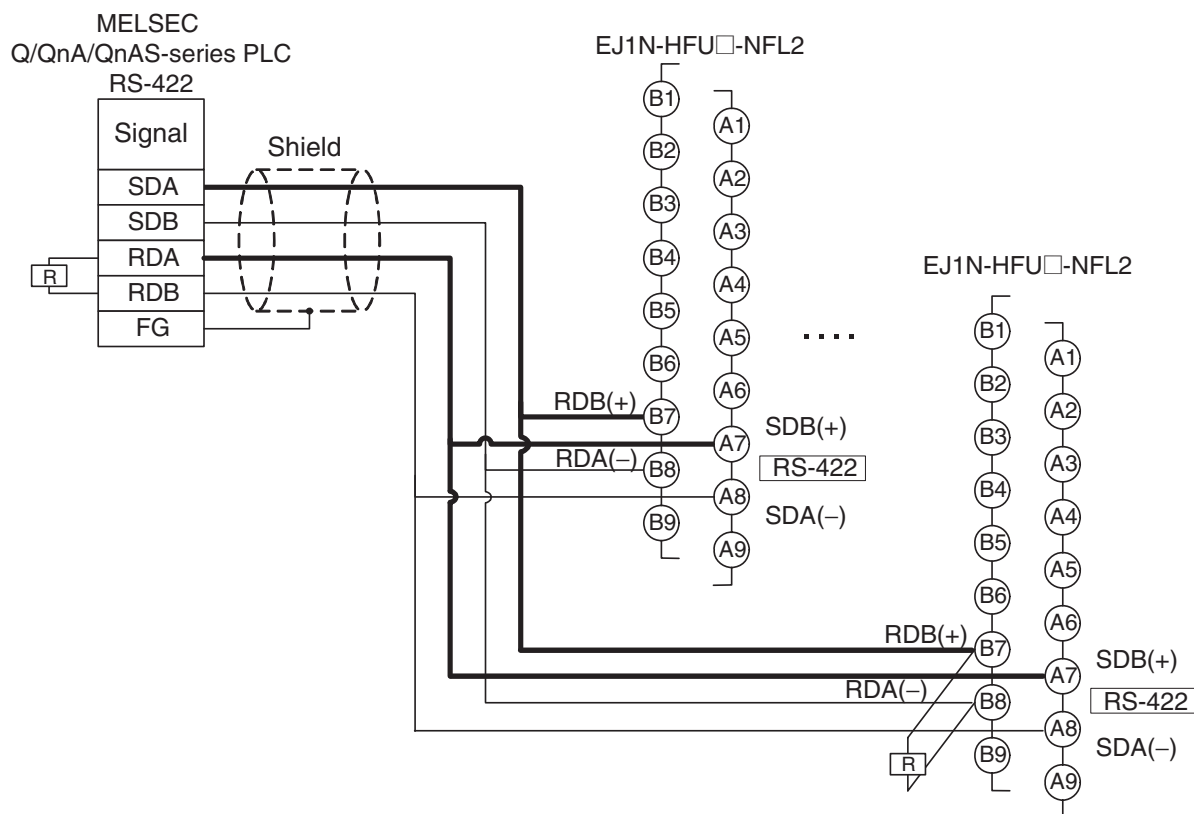 MELSEC
Q/QnA/QnAS-series PLC
RS-422
Signal
SDA
SDB
RDA
RDB
FG
R
Shield
EJ1N-HFU□-NFL2
B1
B2
B3
B4
B5
B6
B7
B8
B9
A1
A2
A3
A4
A5
A6
A7
A8
A9
RDB(+)
RDA(−)
SDB(+)
RS-422
SDA(−)
....
EJ1N-HFU□-NFL2
B1
B2
B3
B4
B5
B6
B7
B8
B9
A1
A2
A3
A4
A5
A6
A7
A8
A9
RDB(+)
RDA(−)
SDB(+)
RS-422
SDA(−)
R